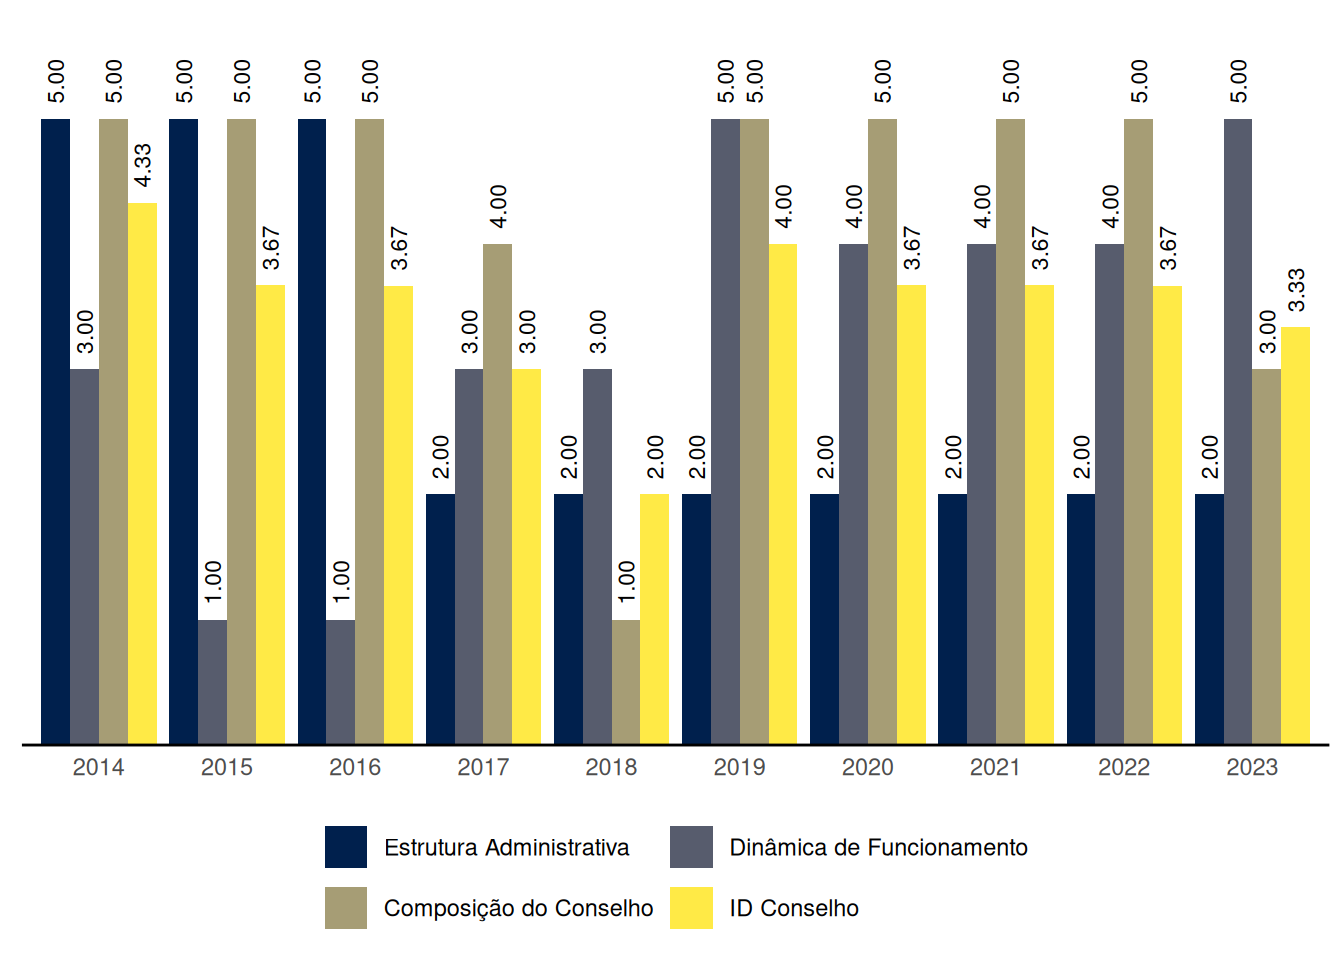 5.00 3.00 5.00 4.33 5.00 1.00 5.00 3.67 5.00 1.00 5.00 3.67 2.00 3.00 4.00 3.00 2.00 3.00 1.00 2.00 2.00 5.00 5.00 4.00 2.00 4.00 5.00 3.67 2.00 4.00 5.00 3.67 2.00 4.00 5.00 3.67 2.00 5.00 3.00 3.33
2014 2015 2016 2017 2018 2019 2020 2021 2022 2023
Estrutura Administrativa Dinâmica de Funcionamento
Composição do Conselho ID Conselho